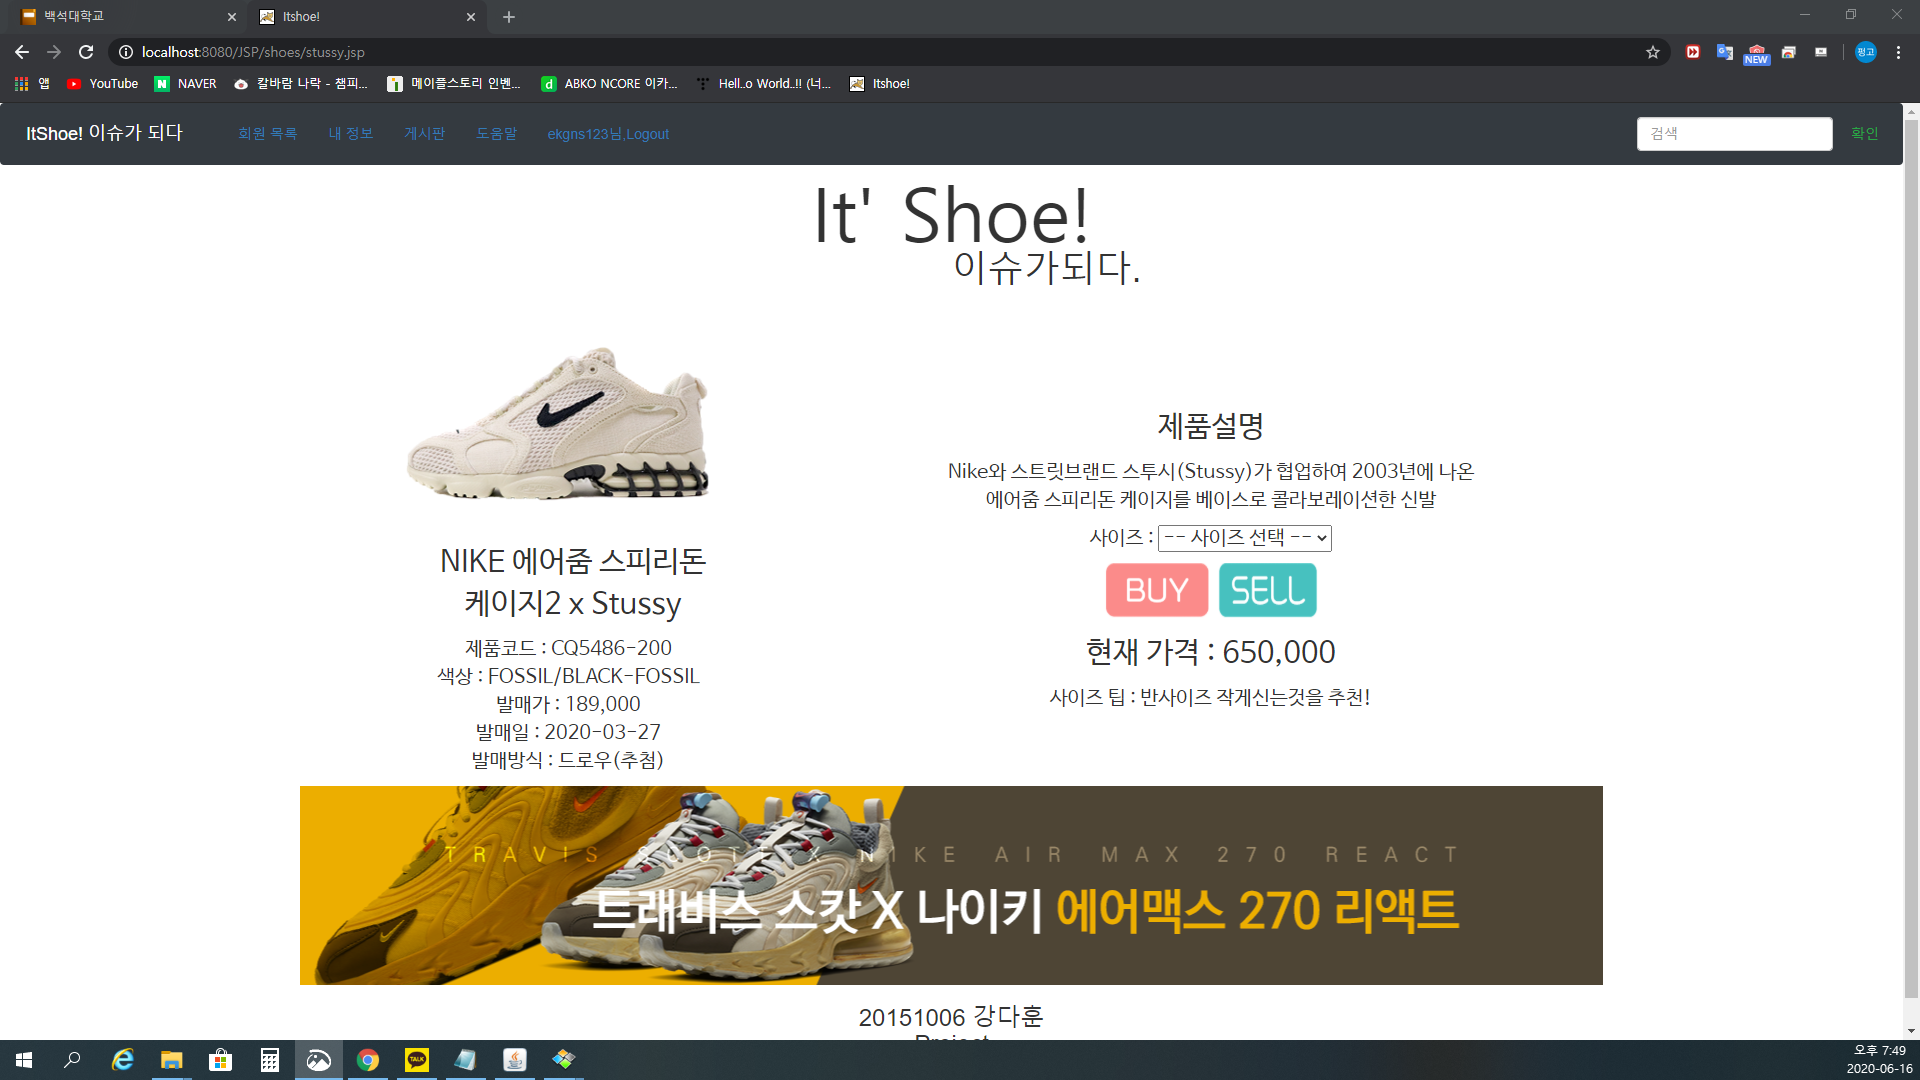 백석대학교
Itshoe!
localhost:8080/JSP/shoes/stussy.jsp
NEW
펑고
앱
YouTube
NAVER
칼바람 나락 - 챔피...
메이플스토리 인벤...
ABKO NCORE 이카...
Hell..o World..!! (너...
Itshoe!
ItShoe! 이슈가 되다
회원 목록
내 정보
게시판
도움말
ekgns123님,Logout
검색
확인
It' Shoe!
이슈가되다.
NIKE 에어줌 스피리돈
케이지2 x Stussy
제품코드 : CQ5486-200
색상 : FOSSIL/BLACK-FOSSIL
발매가 : 189,000
발매일 : 2020-03-27
발매방식 : 드로우(추첨)
제품설명
Nike와 스트릿브랜드 스투시(Stussy)가 협업하여 2003년에 나온
에어줌 스피리돈 케이지를 베이스로 콜라보레이션한 신발
사이즈 : -- 사이즈 선택 --
BUY SELL
현재 가격 : 650,000
사이즈 팁 : 반사이즈 작게신는것을 추천!
TRAVIS SCOTT X NIKE AIR MAX 270 REACT
트래비스 스캇 X 나이키 에어맥스 270 리액트
20151006 강다훈
Project
TALK
오후 7:49
2020-06-16